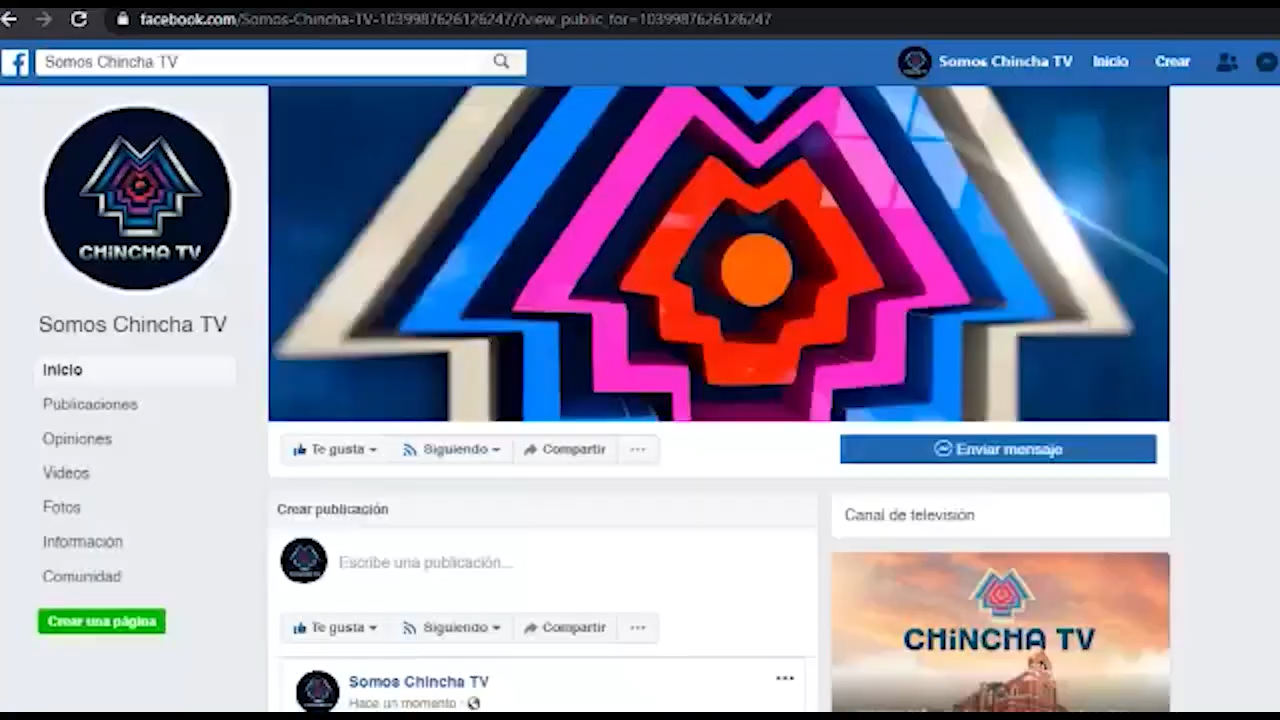 facebook.com/Somos-Chincha-TV-1039987626126247/?view_public_for=1039987626126247
Somos Chincha TV
Somos Chincha TV
Inicio
Crear
CHiNCHA TV
Somos Chincha TV
Inicio
Publicaciones
Opiniones
Videos
Fotos
Información
Comunidad
Crear una página
Te gusta
Siguiendo
Compartir
Enviar mensaje
Crear publicación
Escribe una publicación...
Te gusta
Siguiendo
Compartir
Somos Chincha TV
Hace un momento
Canal de televisión
CHiNCHA TV